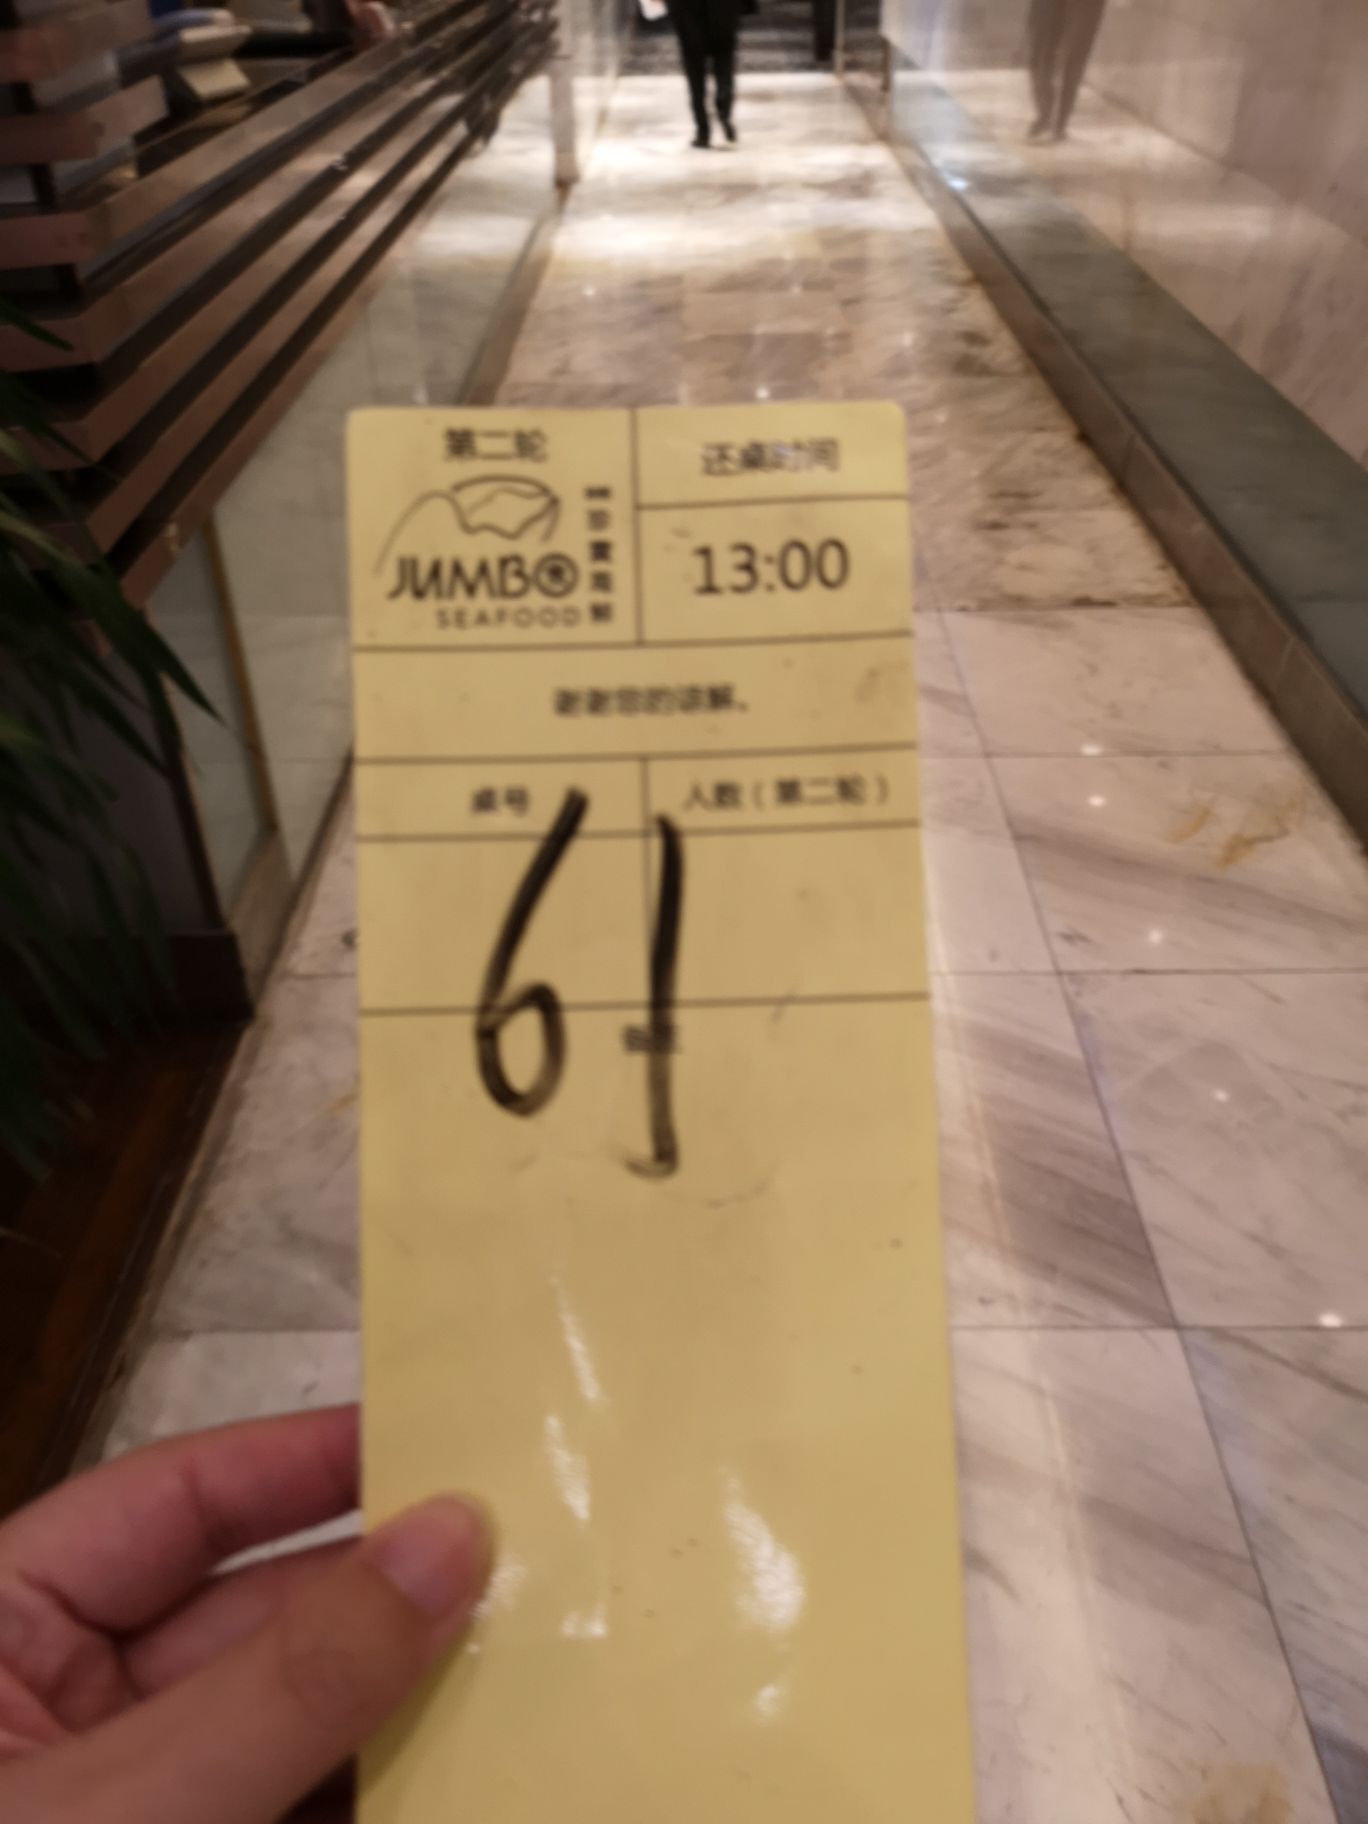 第二轮
还桌时间
JUMBO
SEAFOOD
珍宝海鲜
13:00
谢谢您的谅解。
桌号
人数（第二轮）
61